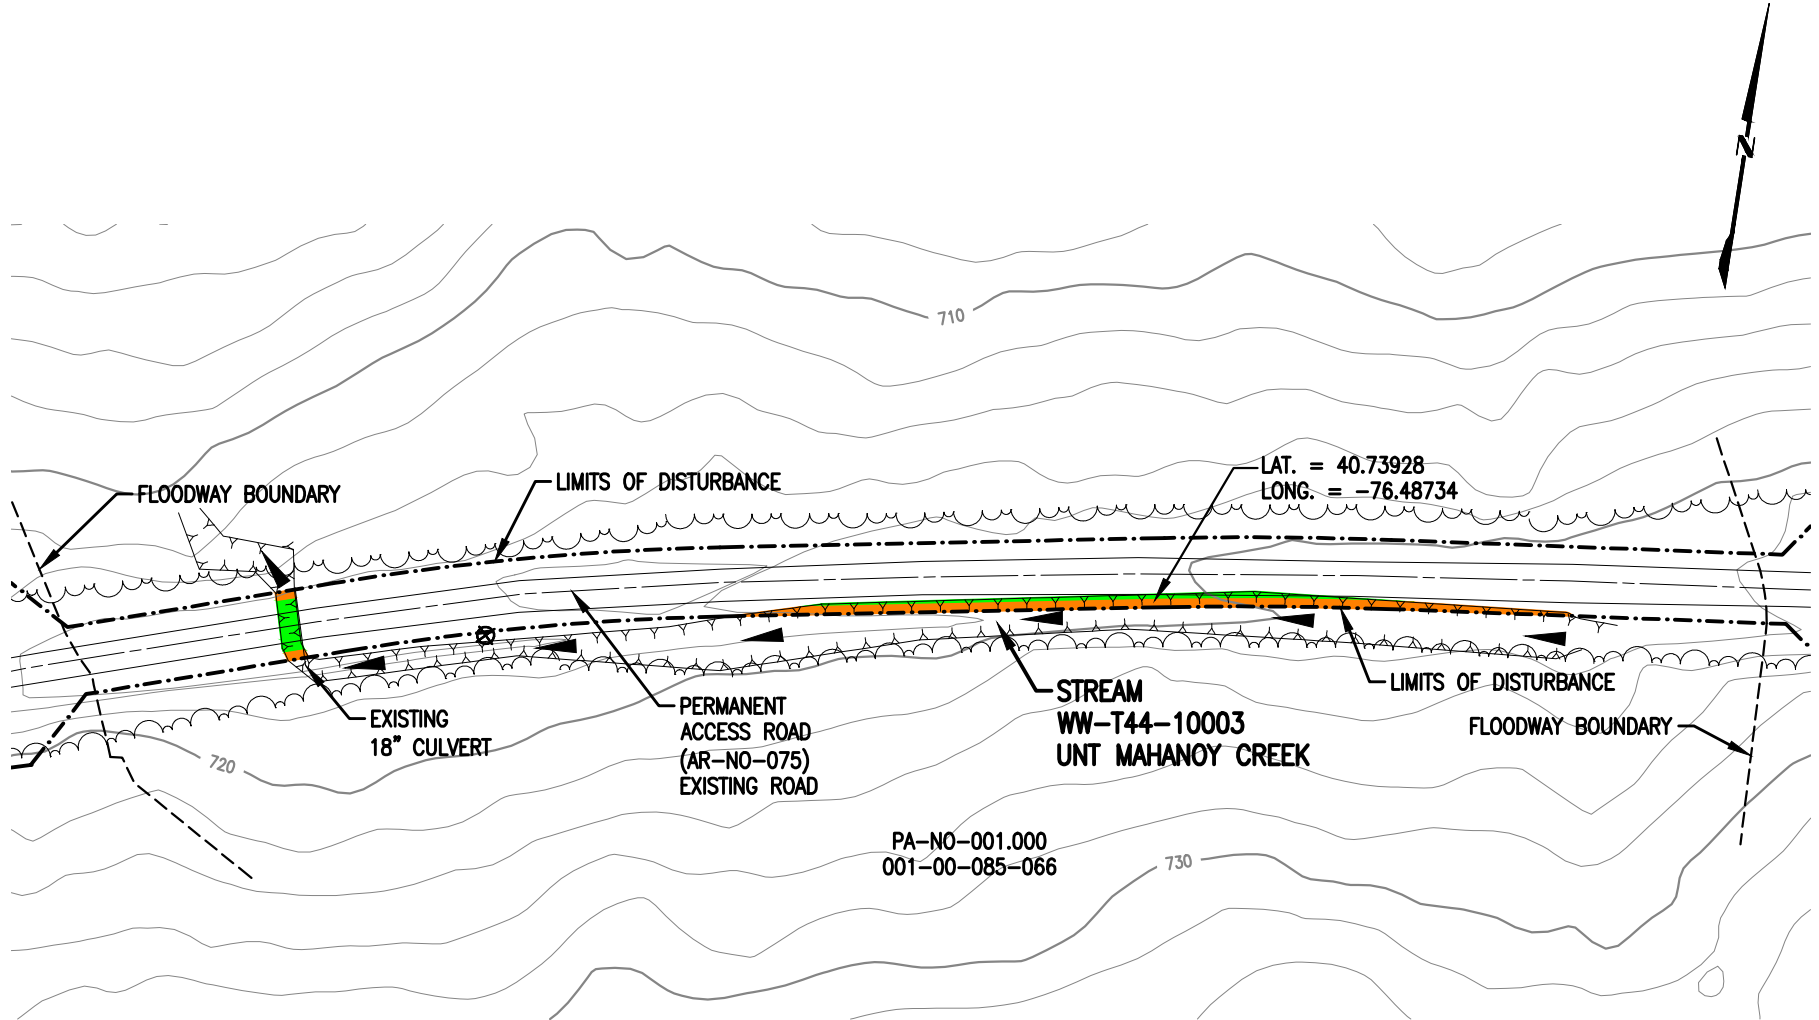 N
710
LAT. = 40.73928
LONG. = -76.48734
LIMITS OF DISTURBANCE
FLOODWAY BOUNDARY
STREAM
WW-T44-10003
UNT MAHANOY CREEK
LIMITS OF DISTURBANCE
FLOODWAY BOUNDARY
PERMANENT
ACCESS ROAD
(AR-NO-075)
EXISTING ROAD
EXISTING
18" CULVERT
720
PA-NO-001.000
001-00-085-066
730